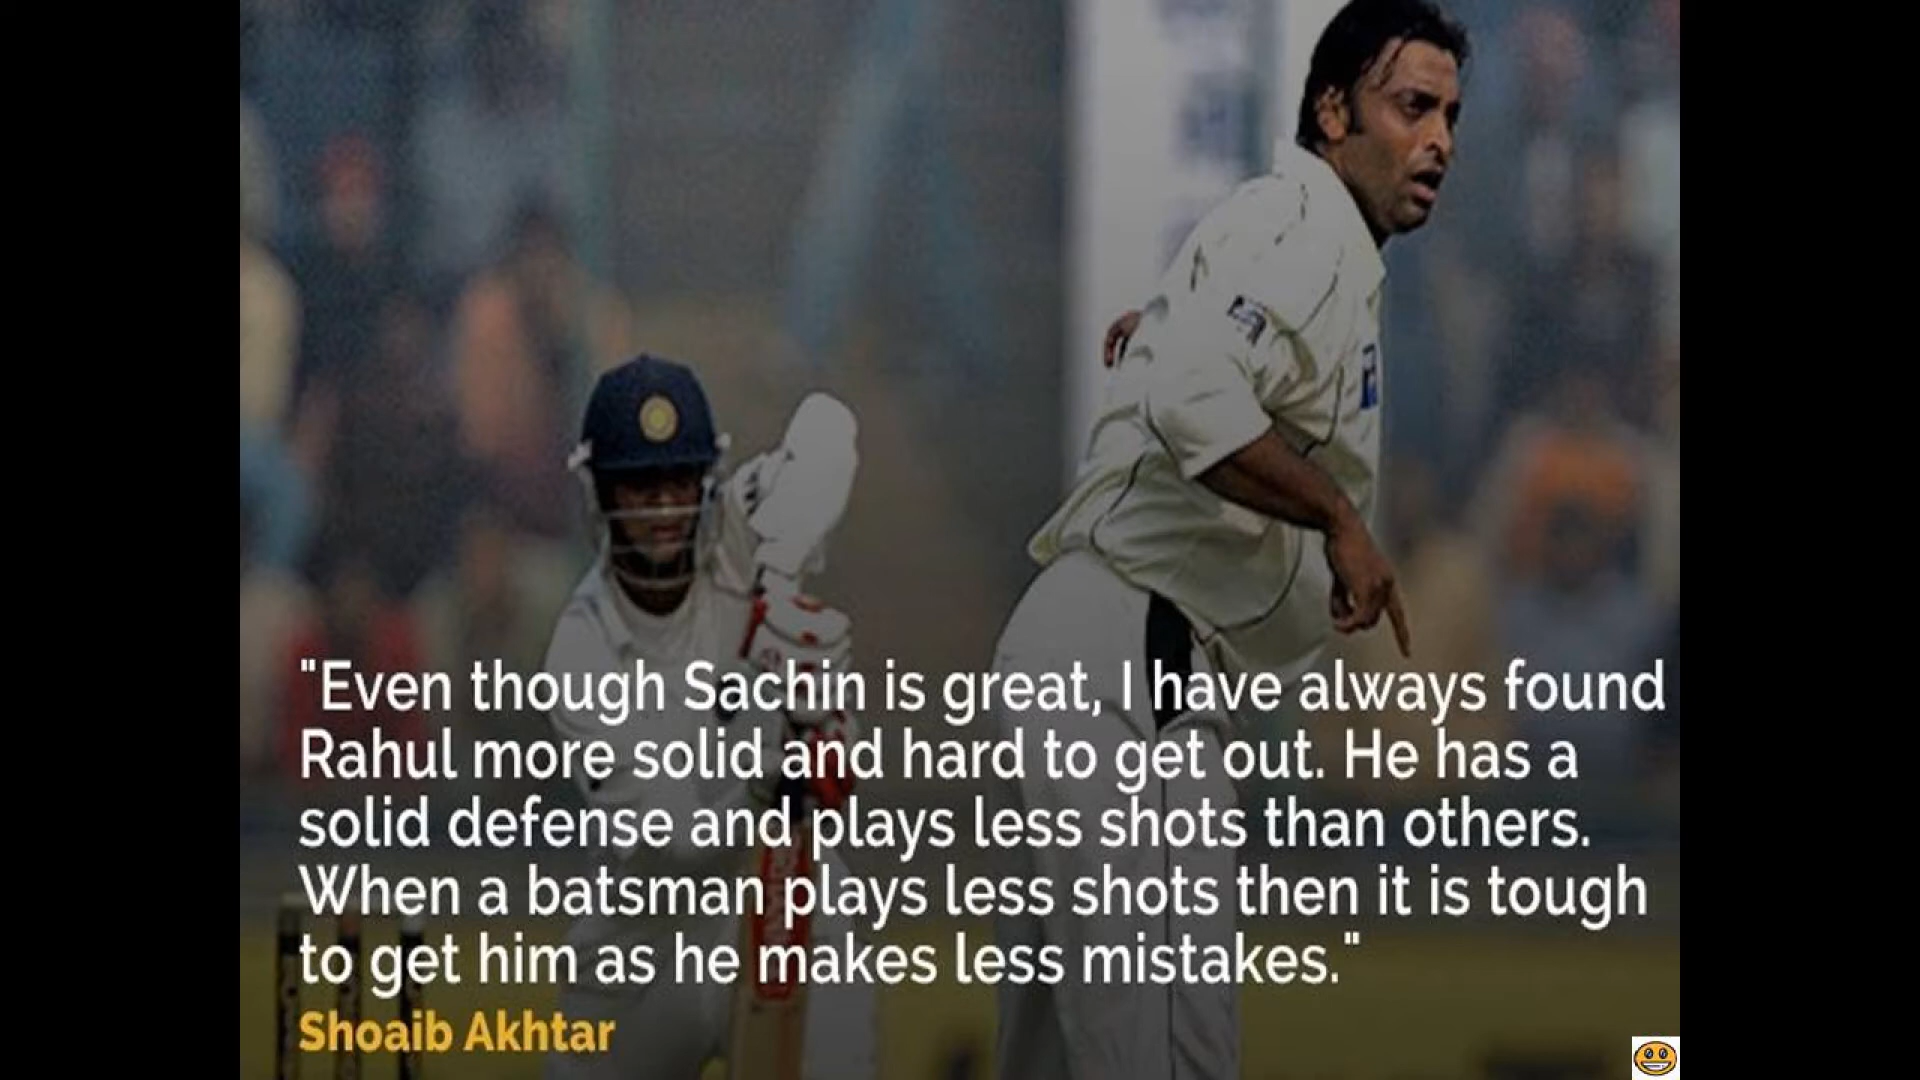 "Even though Sachin is great, I have always found
Rahul more solid and hard to get out. He has a
solid defense and plays less shots than others.
When a batsman plays less shots then it is tough
to get him as he makes less mistakes."
Shoaib Akhtar